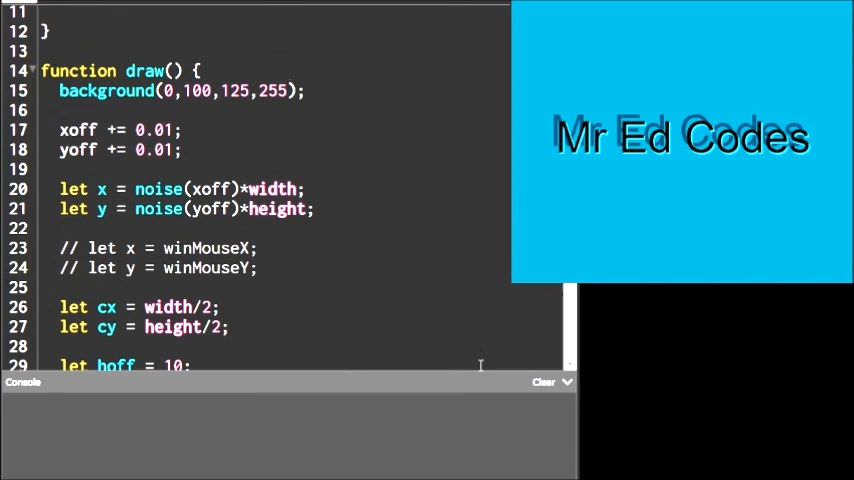 11
12 }
13
14 function draw() {
15 background(0,100,125,255);
16
17 xoff += 0.01;
18 yoff += 0.01;
19
20 let x = noise(xoff)*width;
21 let y = noise(yoff)*height;
22
23 // let x = winMouseX;
24 // let y = winMouseY;
25
26 let cx = width/2;
27 let cy = height/2;
28
29 let hoff = 10;
Console
Clear
Mr Ed Codes